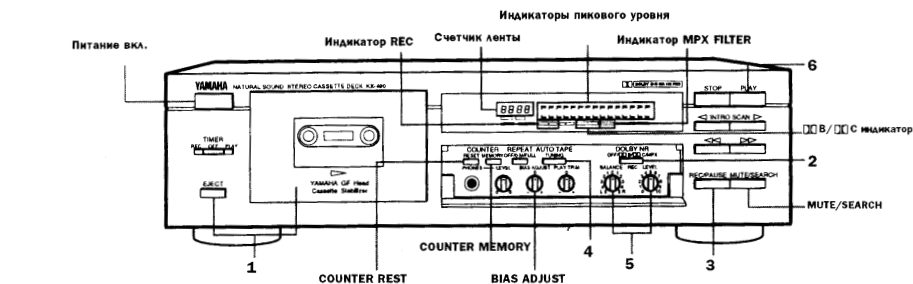 Индикаторы пикового уровня
Питание вкл.
Индикатор REC
Счетчик ленты
Индикатор MPX FILTER
6
YAMAHA NATURAL SOUND STEREO CASSETTE DECK
STOP PLAY
8888
INTRO SCAN
B/ C индикатор
TIMER
REC OFF PLAY
COUNTER REPEAT AUTO TAPE DOLBY NR
RESET MEMORY TUNING
2
PHONES LEVEL BIAS ADJUST PLAY TRIM BALANCE REC LEVEL
YAMAHA GF Head
Cassette Stabilizer
EJECT
REC/PAUSE MUTE/SEARCH
MUTE/SEARCH
COUNTER MEMORY
4
5
3
1
COUNTER REST
BIAS ADJUST